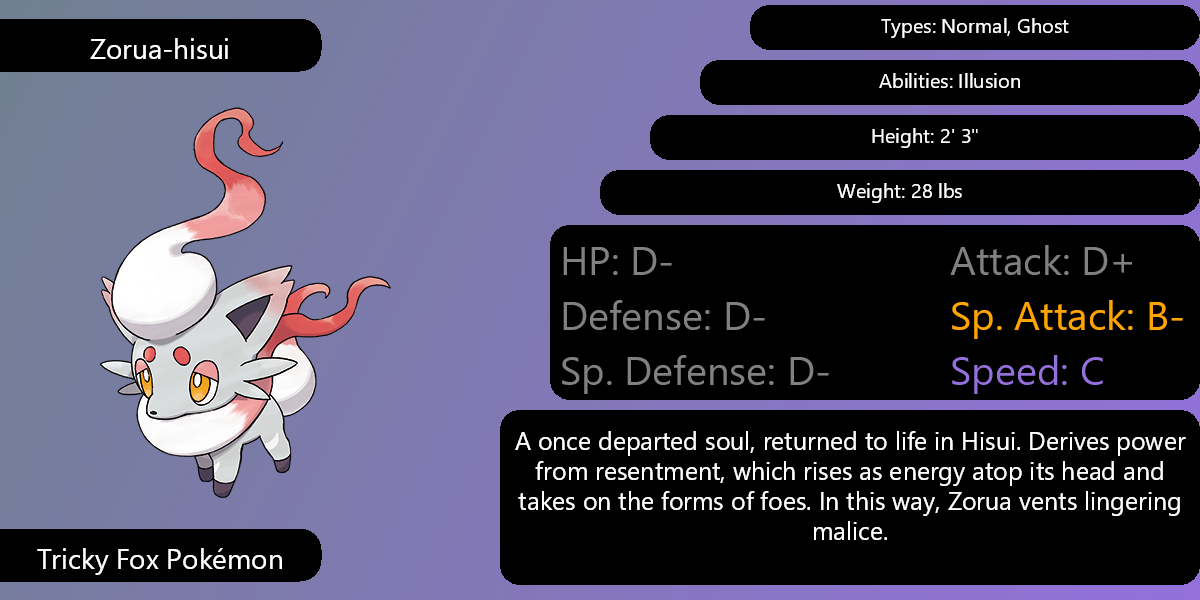 Zorua-hisui
Types: Normal, Ghost
Abilities: Illusion
Height: 2' 3"
Weight: 28 lbs
HP: D-
Attack: D+
Defense: D-
Sp. Attack: B-
Sp. Defense: D-
Speed: C
A once departed soul, returned to life in Hisui. Derives power
from resentment, which rises as energy atop its head and
takes on the forms of foes. In this way, Zorua vents lingering
malice.
Tricky Fox Pokémon